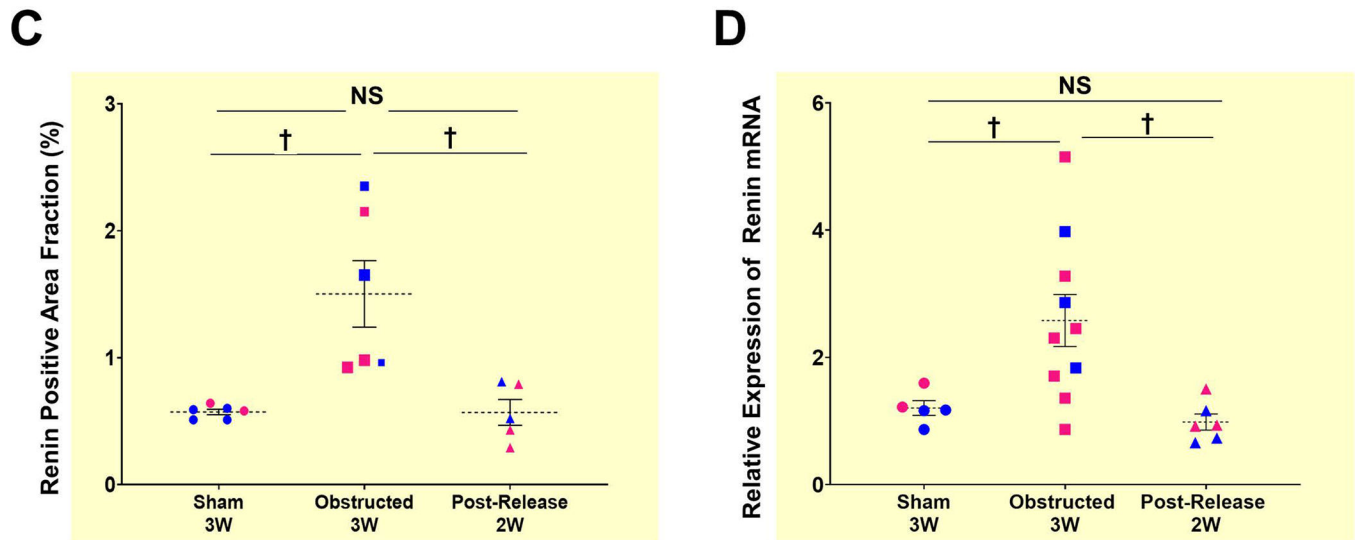 C
Renin Positive Area Fraction (%)
3
2
1
0
NS
†
†
Sham
3W
Obstructed
3W
Post-Release
2W
D
Relative Expression of Renin mRNA
6
4
2
0
NS
†
†
Sham
3W
Obstructed
3W
Post-Release
2W